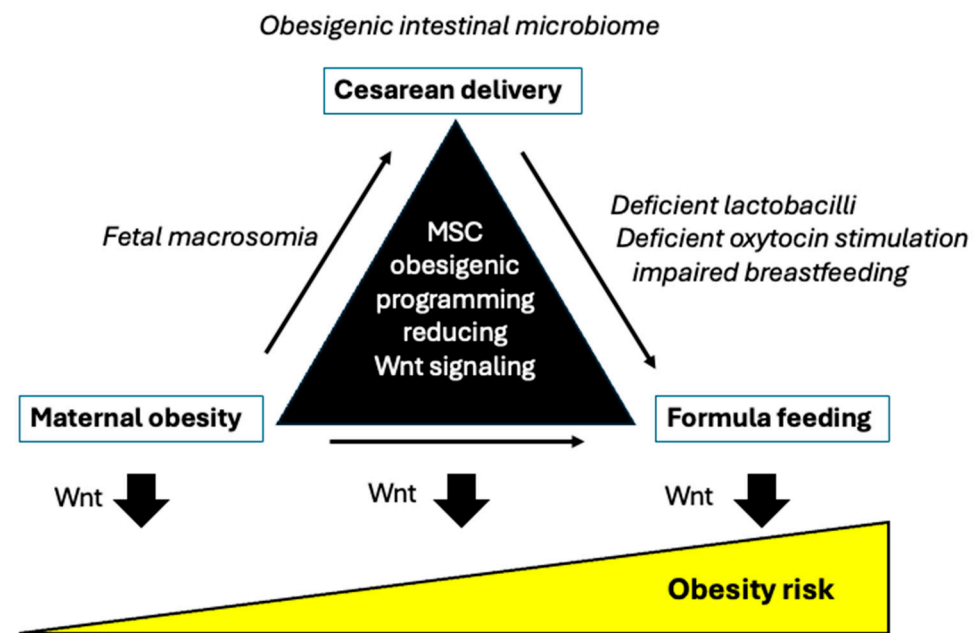 Obesigenic intestinal microbiome
Cesarean delivery
Fetal macrosomia
MSC
obesigenic
programming
reducing
Wnt signaling
Deficient lactobacilli
Deficient oxytocin stimulation
impaired breastfeeding
Maternal obesity
Formula feeding
Wnt
Wnt
Wnt
Obesity risk